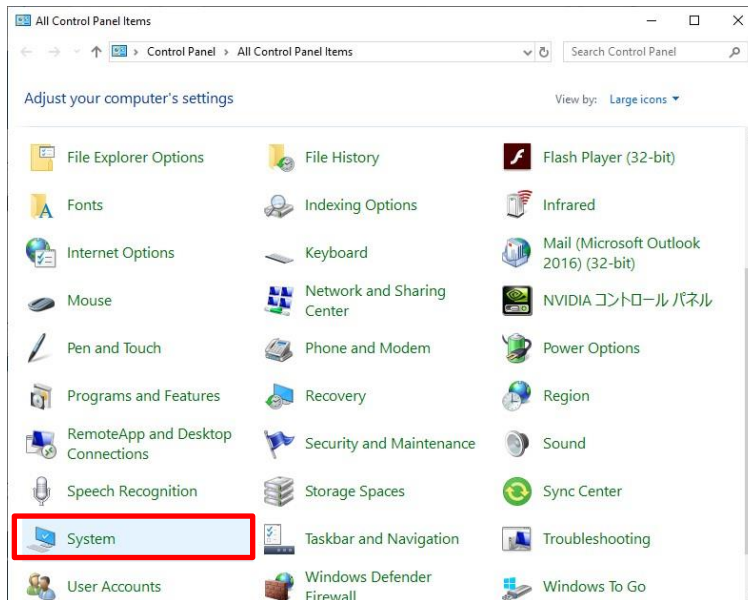 All Control Panel Items
Control Panel > All Control Panel Items
Search Control Panel
Adjust your computer's settings
View by: Large icons
File Explorer Options
File History
Flash Player (32-bit)
Fonts
Indexing Options
Infrared
Internet Options
Keyboard
Mail (Microsoft Outlook
2016) (32-bit)
Mouse
Network and Sharing
Center
NVIDIA コントロール パネル
Pen and Touch
Phone and Modem
Power Options
Programs and Features
Recovery
Region
RemoteApp and Desktop
Connections
Security and Maintenance
Sound
Speech Recognition
Storage Spaces
Sync Center
System
Taskbar and Navigation
Troubleshooting
User Accounts
Windows Defender
Firewall
Windows To Go